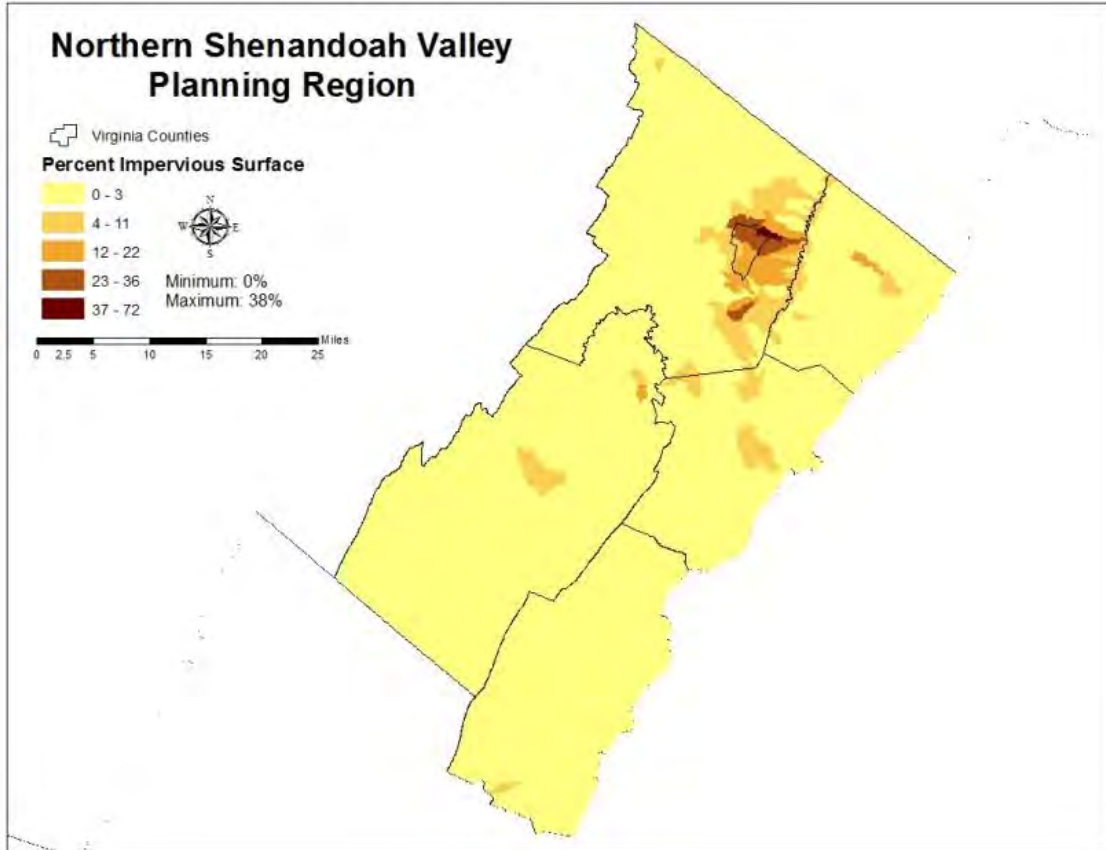 Northern Shenandoah Valley
Planning Region
Virginia Counties
Percent Impervious Surface
0 - 3
4 - 11
12 - 22
23 - 36
37 - 72
N
W E
S
Minimum: 0%
Maximum: 38%
Miles
0 2.5 5 10 15 20 25